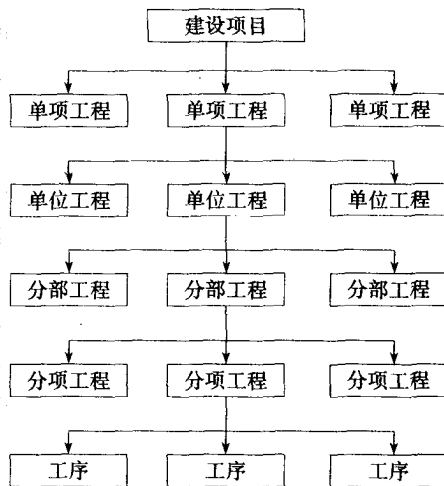 建设项目
单项工程 单项工程 单项工程
单位工程 单位工程 单位工程
分部工程 分部工程 分部工程
分项工程 分项工程 分项工程
工序 工序 工序